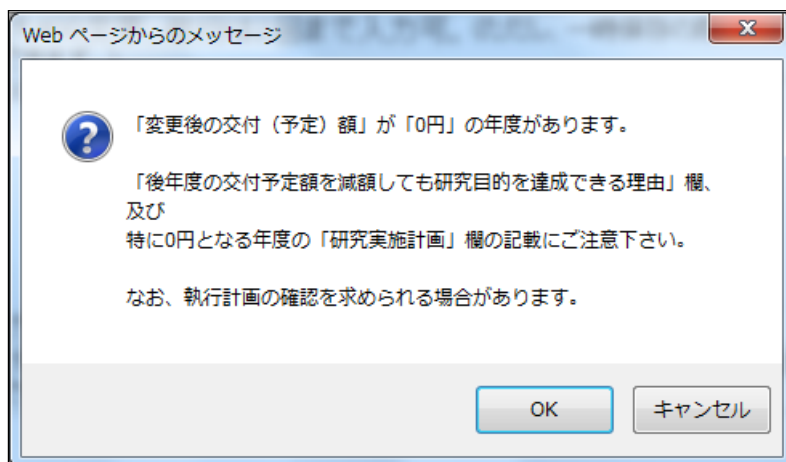 Web ページからのメッセージ
「変更後の交付（予定）額」が「0円」の年度があります。
「後年度の交付予定額を減額しても研究目的を達成できる理由」欄、
及び
特に0円となる年度の「研究実施計画」欄の記載にご注意下さい。
なお、執行計画の確認を求められる場合があります。
OK
キャンセル